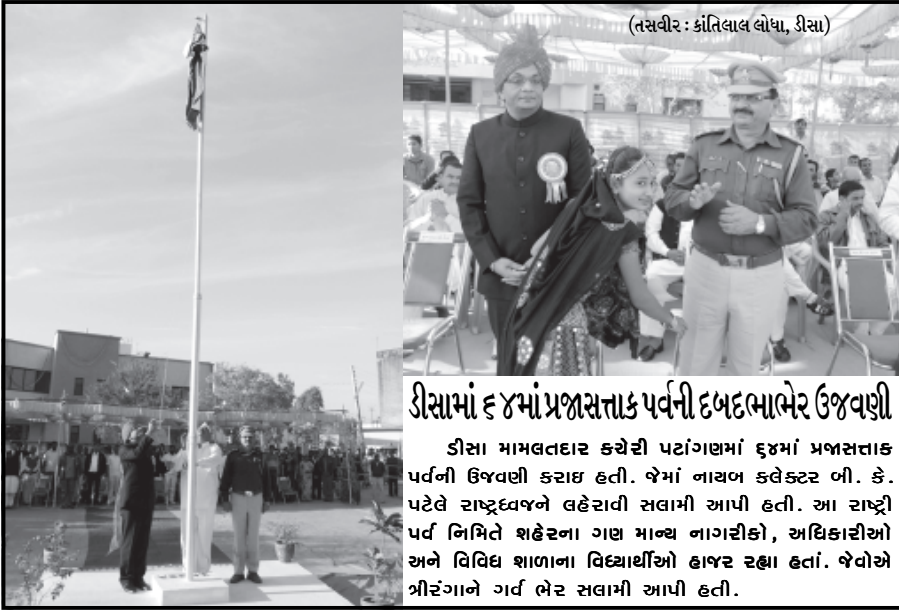 (તસવીર : કાંતિલાલ લોધા, ડીસા)
ડીસામાં ૬૪માં પ્રજાસત્તાક પર્વની દબદભાભેર ઉજવણી
ડીસા મામલતદાર કચેરી પટાંગણમાં ૬૪માં પ્રજાસત્તાક
પર્વની ઉજવણી કરાઇ હતી. જેમાં નાયબ કલેક્ટર બી. કે.
પટેલે રાષ્ટ્રધ્વજને લહેરાવી સલામી આપી હતી. આ રાષ્ટ્રી
પર્વ નિમિતે શહેરના ગણ માન્ય નાગરીકો, અધિકારીઓ
અને વિવિધ શાળાના વિધ્યાર્થીઓ હાજર રહ્યા હતાં. જેવોએ
ત્રીરંગાને ગર્વ ભેર સલામી આપી હતી.